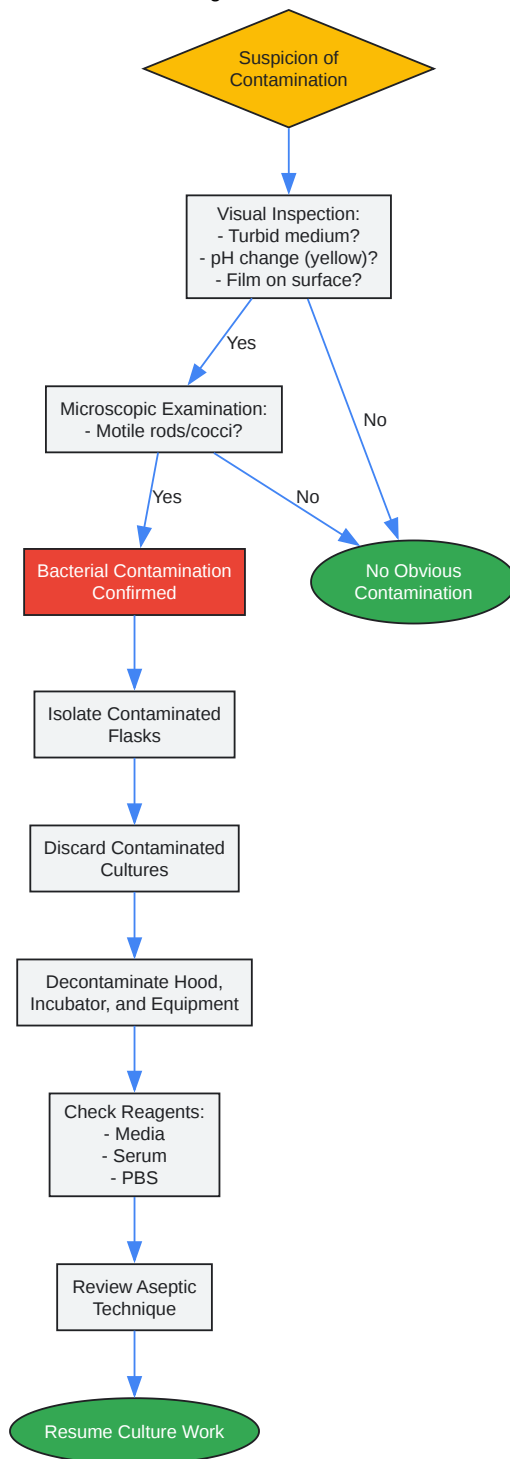 Suspicion of
Contamination
Visual Inspection:
- Turbid medium?
- pH change (yellow)?
- Film on surface?
Yes
No
Microscopic Examination:
- Motile rods/cocci?
Yes
No
Bacterial Contamination
Confirmed
No Obvious
Contamination
Isolate Contaminated
Flasks
Discard Contaminated
Cultures
Decontaminate Hood,
Incubator, and Equipment
Check Reagents:
- Media
- Serum
- PBS
Review Aseptic
Technique
Resume Culture Work